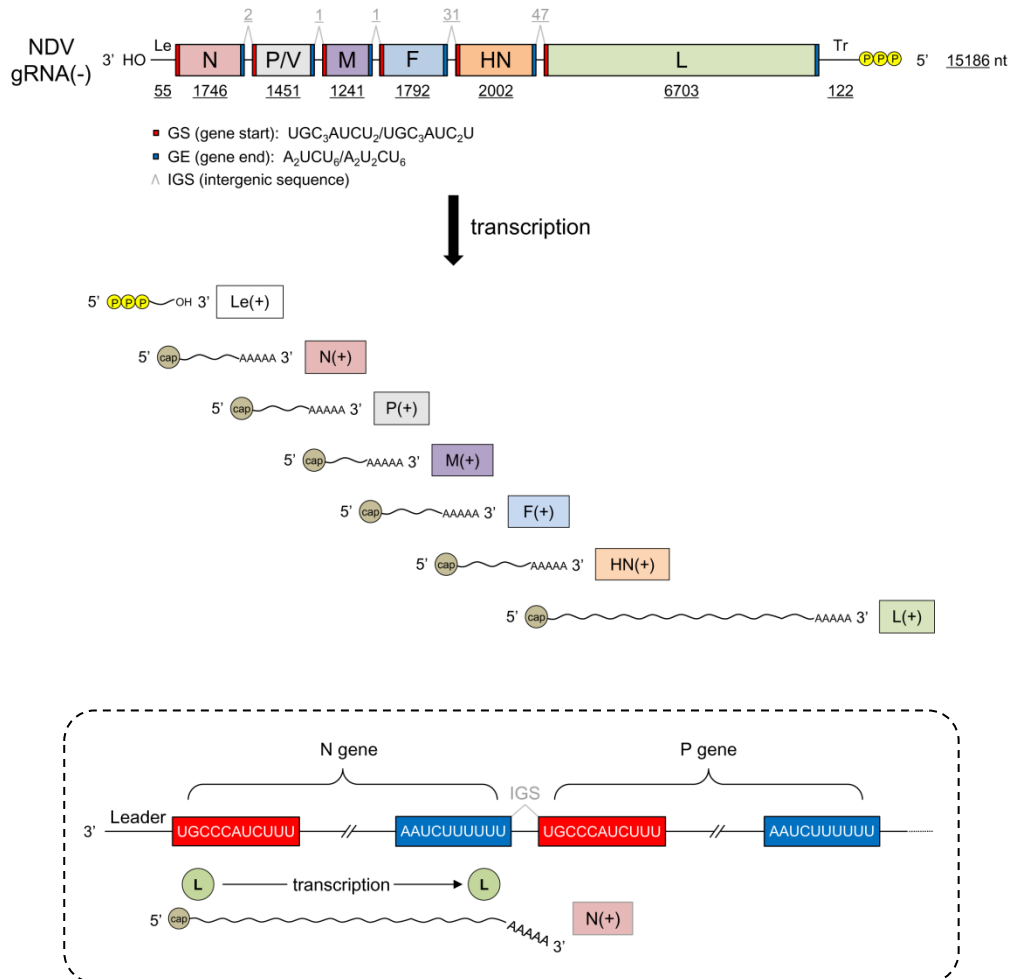 2 1 1 31 47
NDV gRNA(-)
3' HO Le N P/V M F HN L Tr P P P 5' 15186 nt
55 1746 1451 1241 1792 2002 6703 122
GS (gene start): UGC₃AUCU₂/UGC₃AUC₂U
GE (gene end): A₂UCU₆/A₂U₂CU₆
IGS (intergenic sequence)
transcription
5' P P P OH 3' Le(+)
5' cap AAAAA 3' N(+)
5' cap AAAAA 3' P(+)
5' cap AAAAA 3' M(+)
5' cap AAAAA 3' F(+)
5' cap AAAAA 3' HN(+)
5' cap AAAAA 3' L(+)
N gene P gene
IGS
3' Leader UGCCCAUCUUU // AAUCUUUUUU UGCCCAUCUUU // AAUCUUUUUU
L transcription L
5' cap AAAAA 3' N(+)